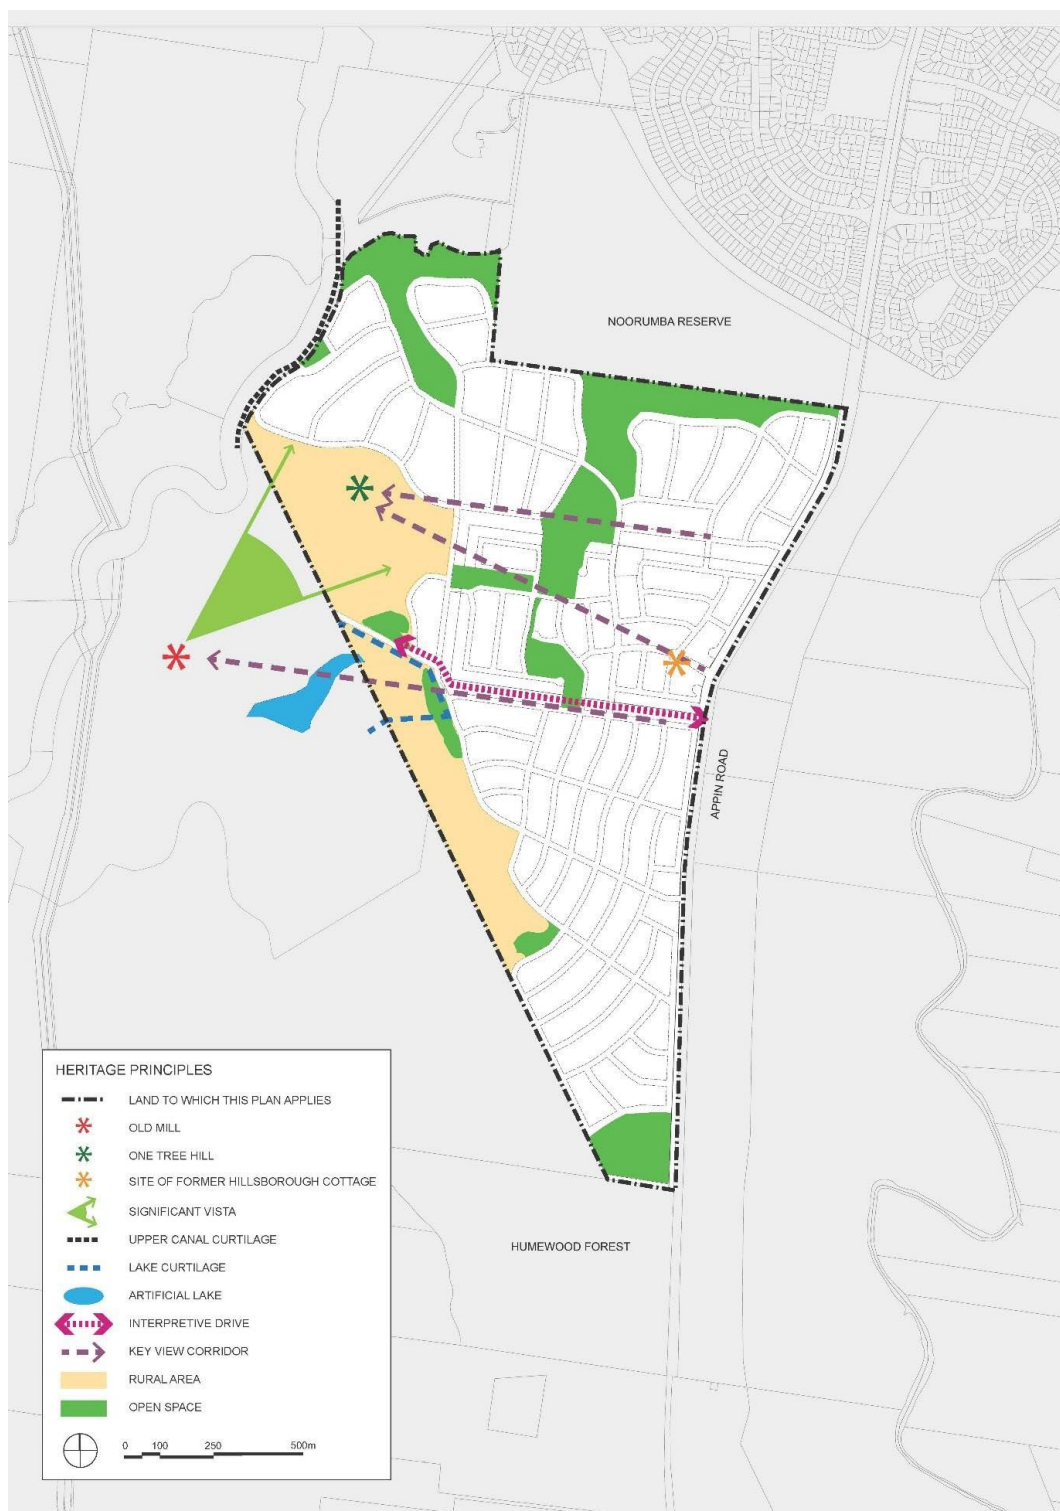 NOORUMBA RESERVE
APPIN ROAD
HUMEWOOD FOREST
HERITAGE PRINCIPLES
LAND TO WHICH THIS PLAN APPLIES
OLD MILL
ONE TREE HILL
SITE OF FORMER HILLSBOROUGH COTTAGE
SIGNIFICANT VISTA
UPPER CANAL CURTILAGE
LAKE CURTILAGE
ARTIFICIAL LAKE
INTERPRETIVE DRIVE
KEY VIEW CORRIDOR
RURAL AREA
OPEN SPACE
0 100 250 500m